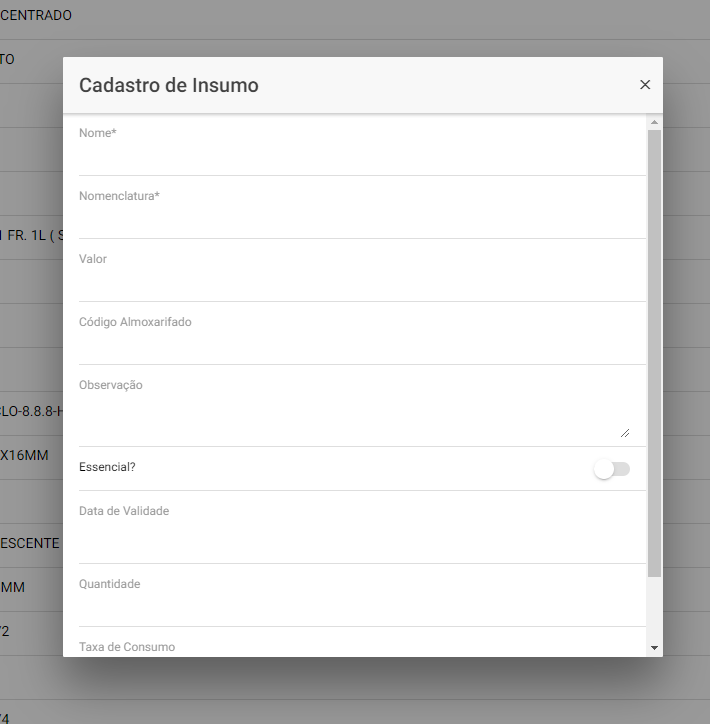 CENTRADO
TO
Cadastro de Insumo
Nome*
Nomenclatura*
FR. 1L ( S
Valor
Código Almoxarifado
Observação
LO-8.8.8-H
X16MM
Essencial?
Data de Validade
ESCENTE
Quantidade
MM
/2
Taxa de Consumo
/4